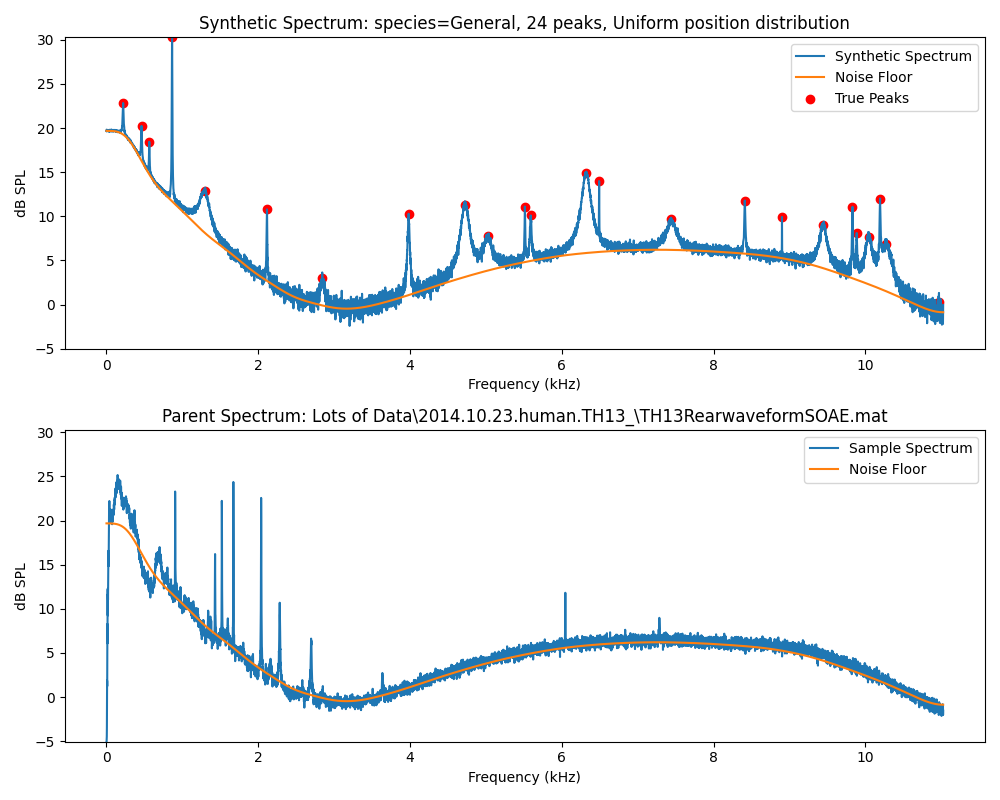 Synthetic Spectrum: species=General, 24 peaks, Uniform position distribution
30
25
20
15
10
5
0
−5
dB SPL
Synthetic Spectrum
Noise Floor
True Peaks
0 2 4 6 8 10
Frequency (kHz)
Parent Spectrum: Lots of Data\2014.10.23.human.TH13_\TH13RearwaveformSOAE.mat
30
25
20
15
10
5
0
−5
dB SPL
Sample Spectrum
Noise Floor
0 2 4 6 8 10
Frequency (kHz)